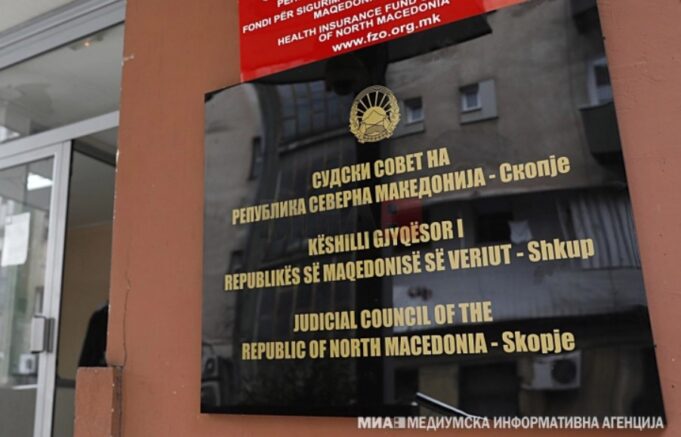 FONDI PËR SIGURIM
MAQEDONI
HEALTH INSURANCE FUND
OF NORTH MACEDONIA
www.fzo.org.mk
СУДСКИ СОВЕТ НА
РЕПУБЛИКА СЕВЕРНА МАКЕДОНИЈА - Скопје
KËSHILLI GJYQËSOR I
REPUBLIKËS SË MAQEDONISË SË VERIUT - Shkup
JUDICIAL COUNCIL OF THE
REPUBLIC OF NORTH MACEDONIA - Skopje
МИА МЕДИУМСКА ИНФОРМАТИВНА АГЕНЦИЈА